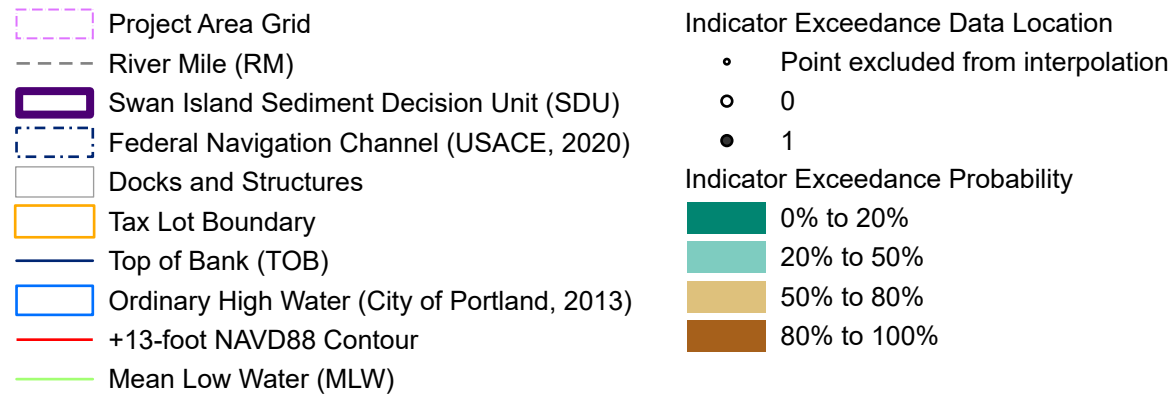 Project Area Grid
River Mile (RM)
Swan Island Sediment Decision Unit (SDU)
Federal Navigation Channel (USACE, 2020)
Docks and Structures
Tax Lot Boundary
Top of Bank (TOB)
Ordinary High Water (City of Portland, 2013)
+13-foot NAVD88 Contour
Mean Low Water (MLW)
Indicator Exceedance Data Location
Point excluded from interpolation
0
1
Indicator Exceedance Probability
0% to 20%
20% to 50%
50% to 80%
80% to 100%